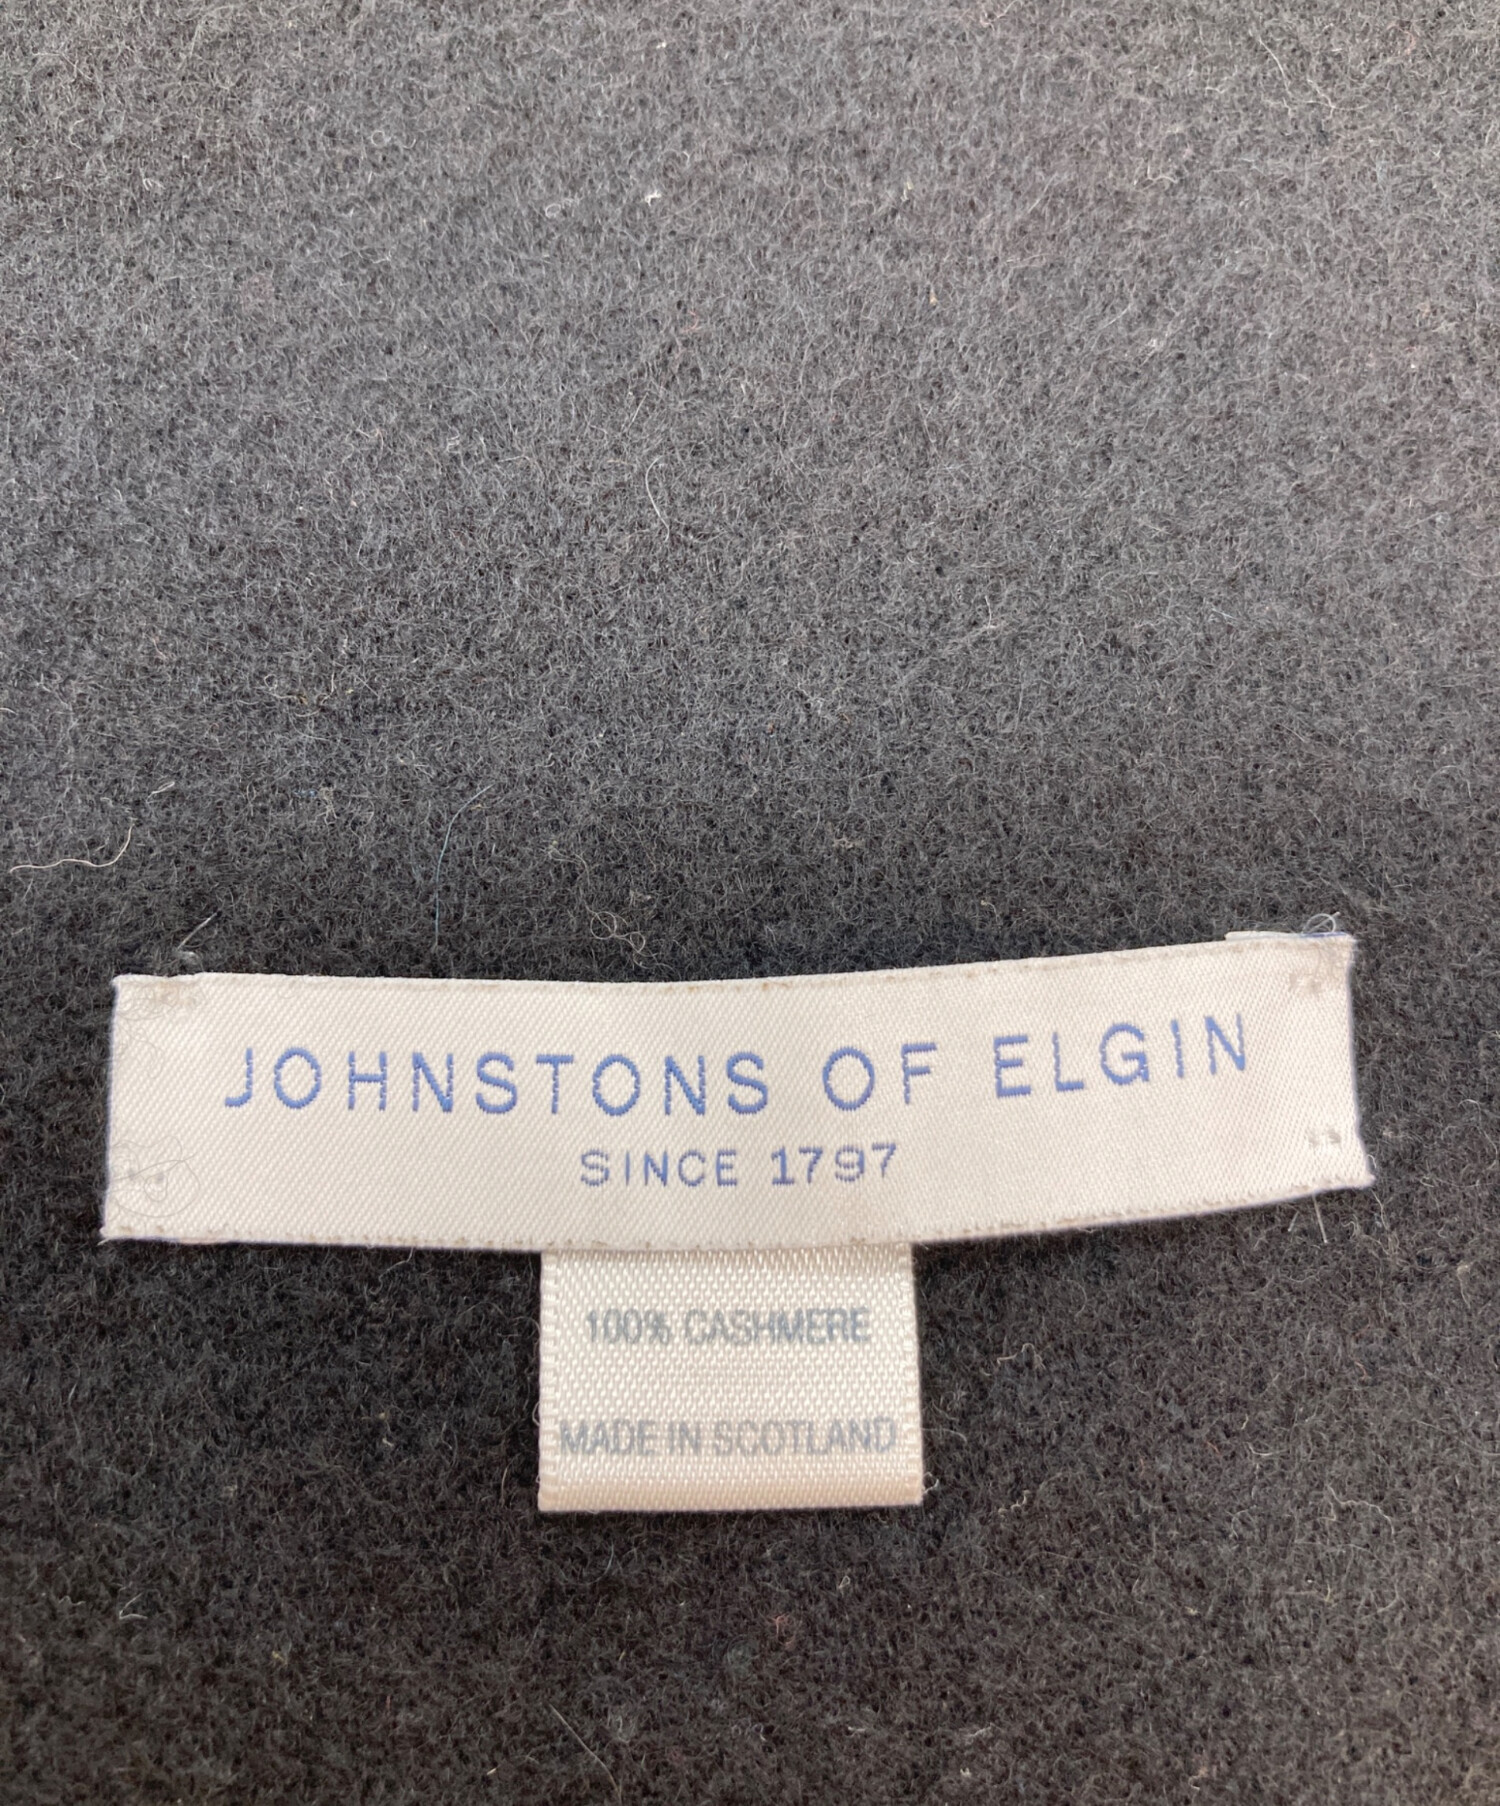 JOHNSTONS OF ELGIN
SINCE 1797
100% CASHMERE
MADE IN SCOTLAND